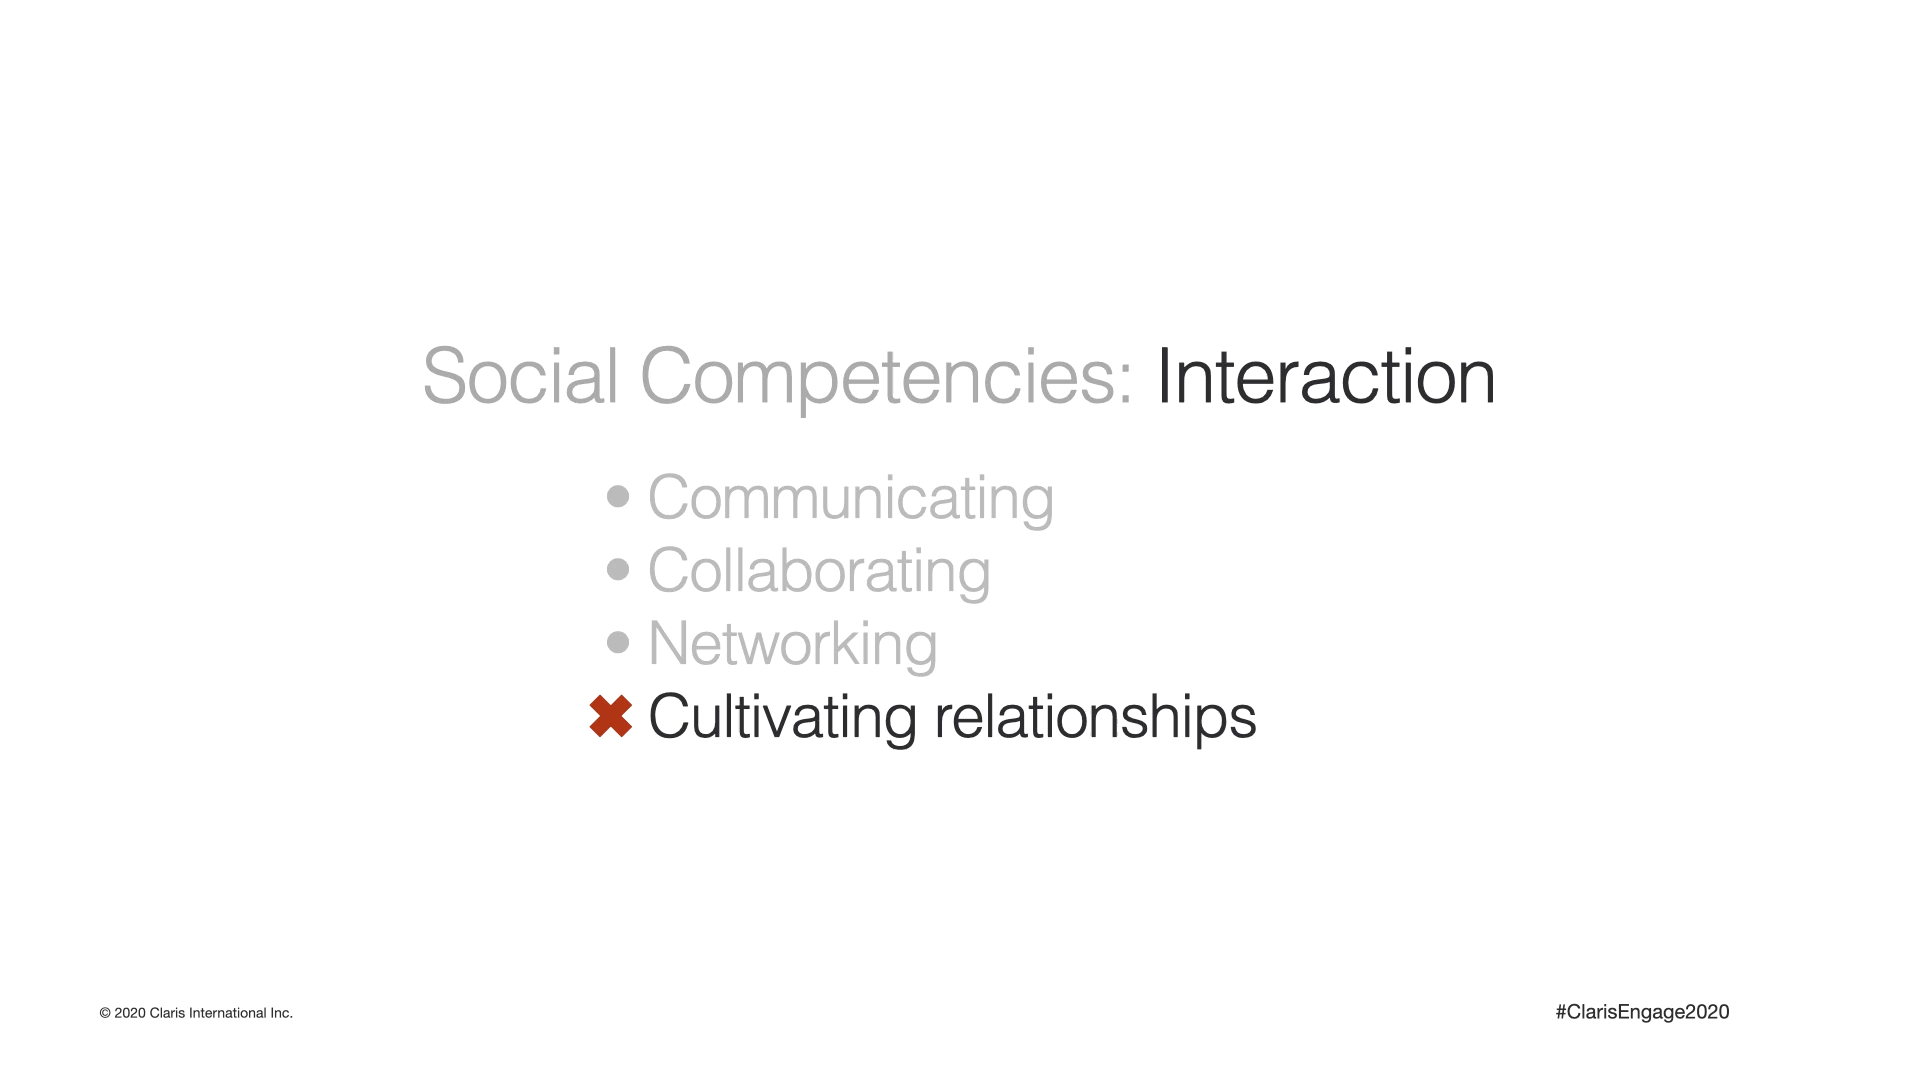 Social Competencies: Interaction
• Communicating
• Collaborating
• Networking
✖ Cultivating relationships
© 2020 Claris International Inc.
#ClarisEngage2020